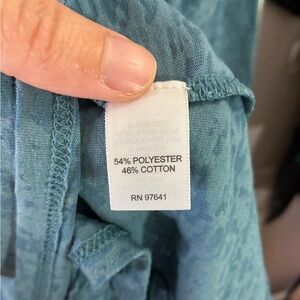 54% POLYESTER
46% COTTON
RN 97641